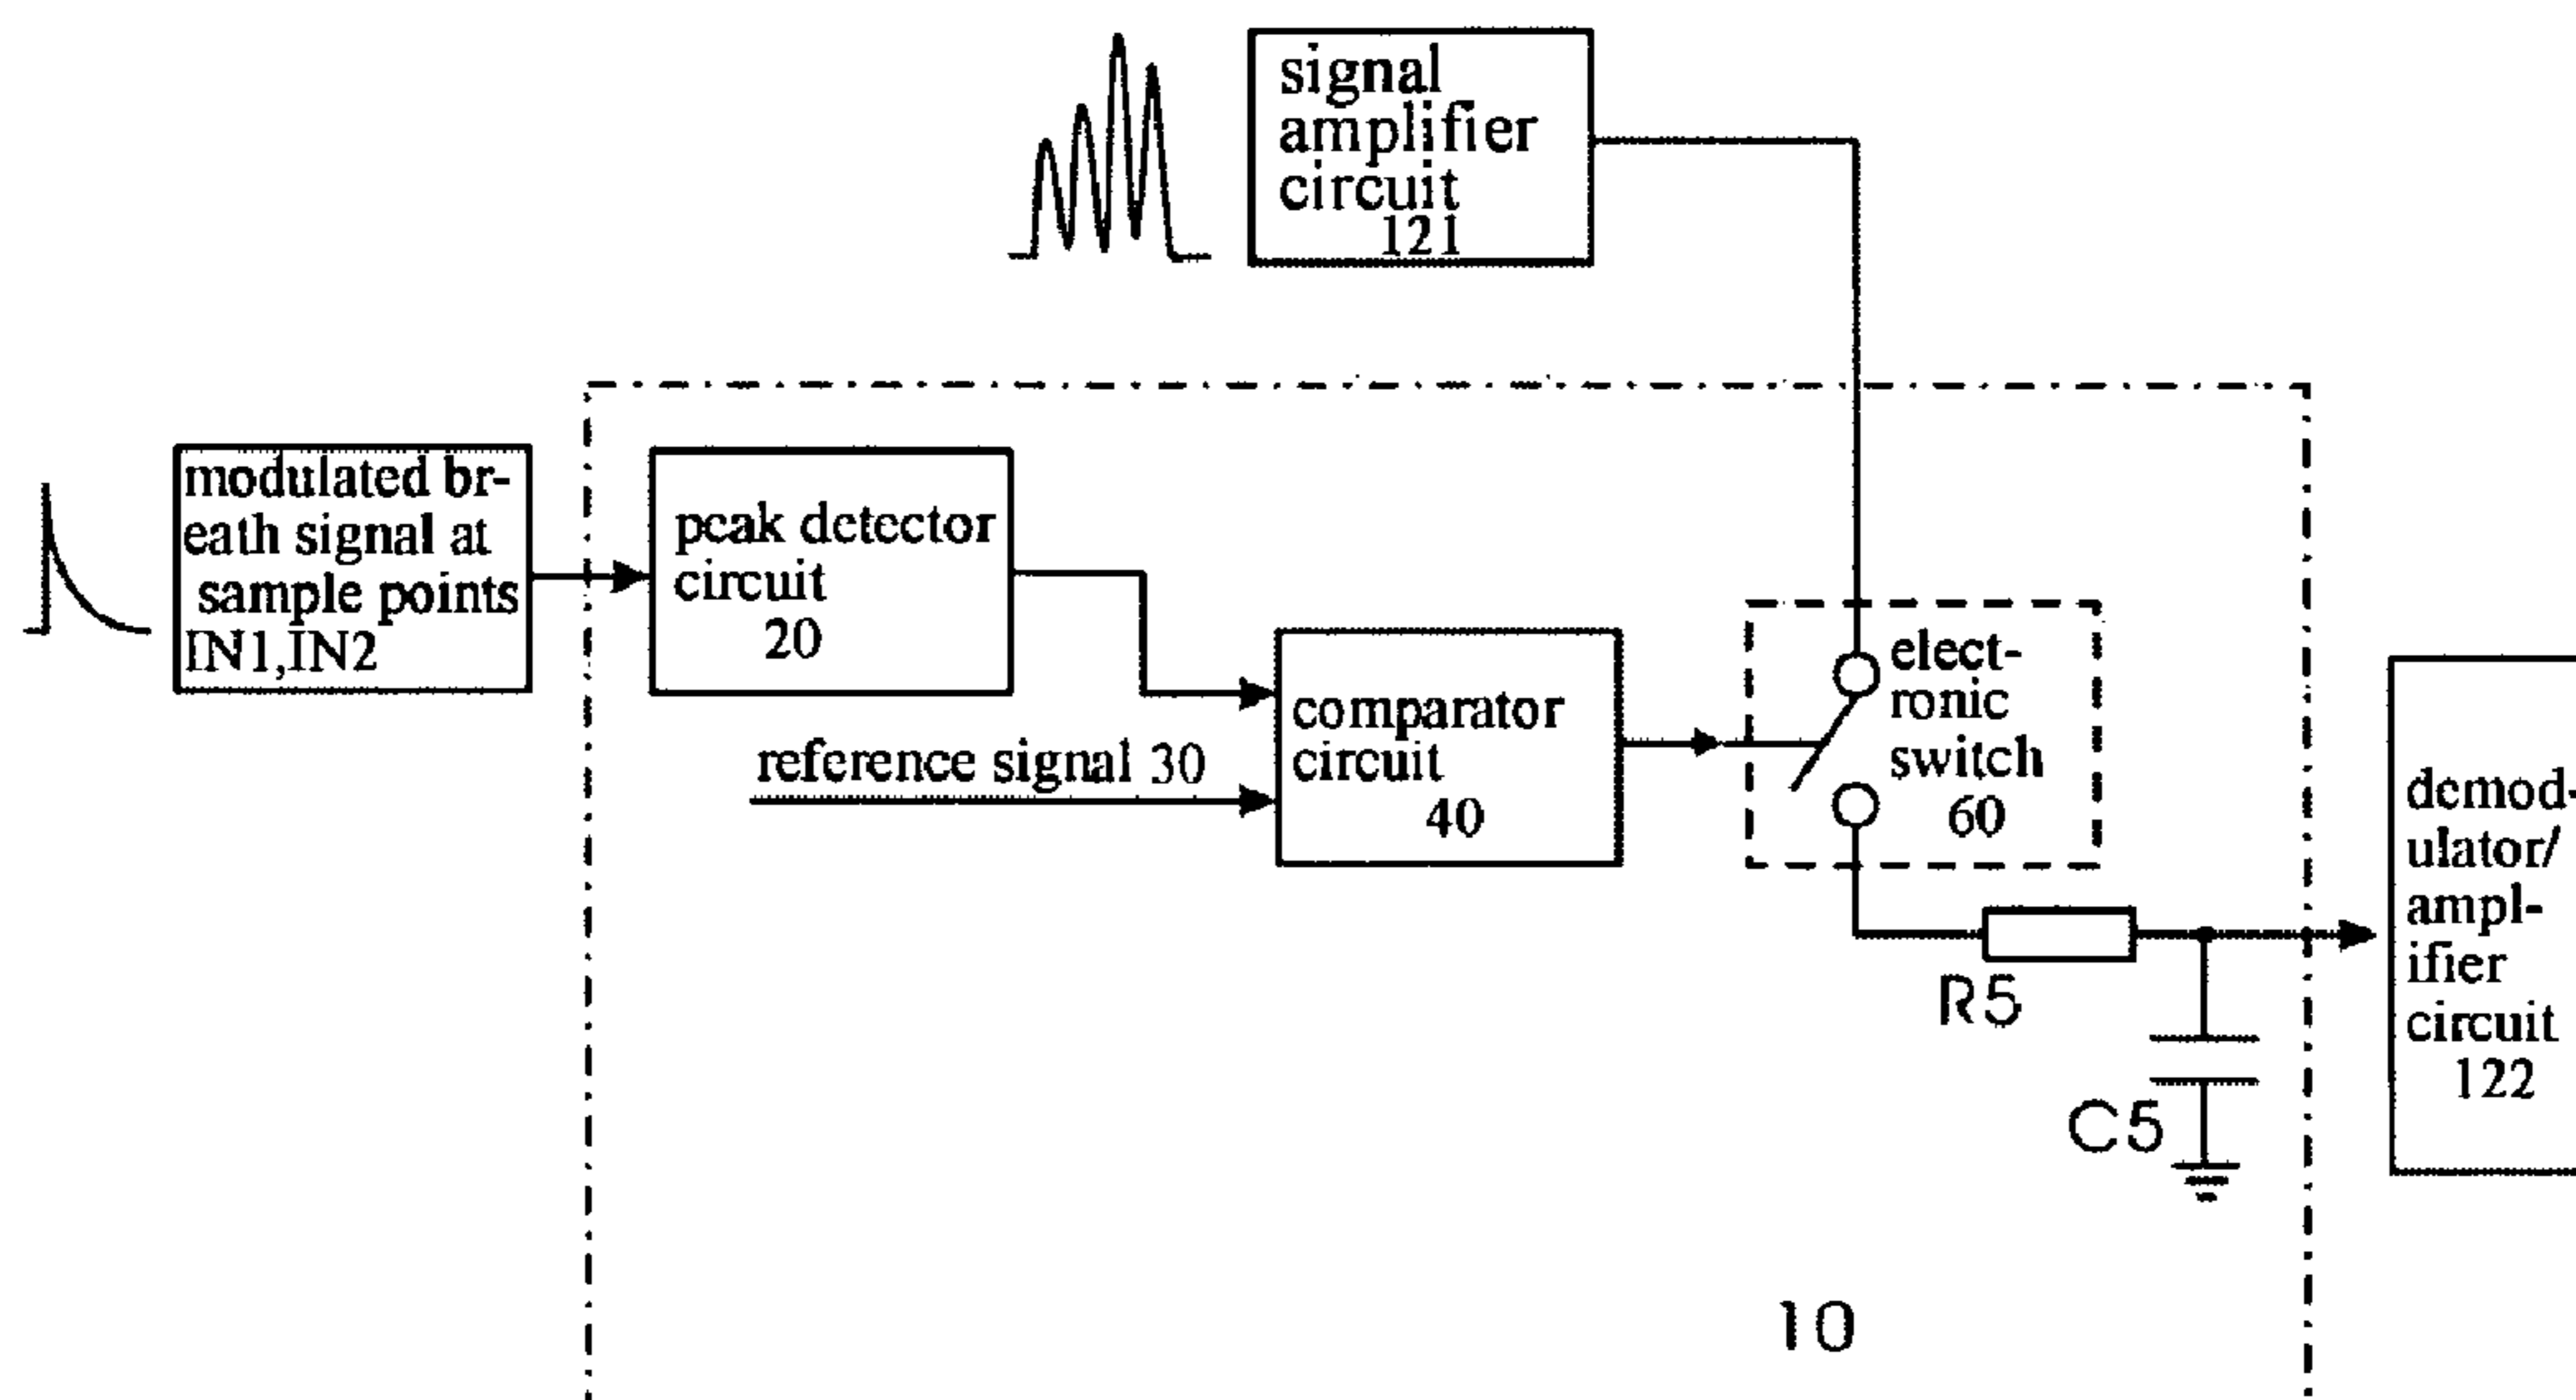 signal
amplifier
circuit
121
modulated br-
eath signal at
sample points
IN1,IN2
peak detector
circuit
20
reference signal 30
comparator
circuit
40
elect-
ronic
switch
60
R5
C5
demod-
ulator/
ampl-
ifier
circuit
122
10